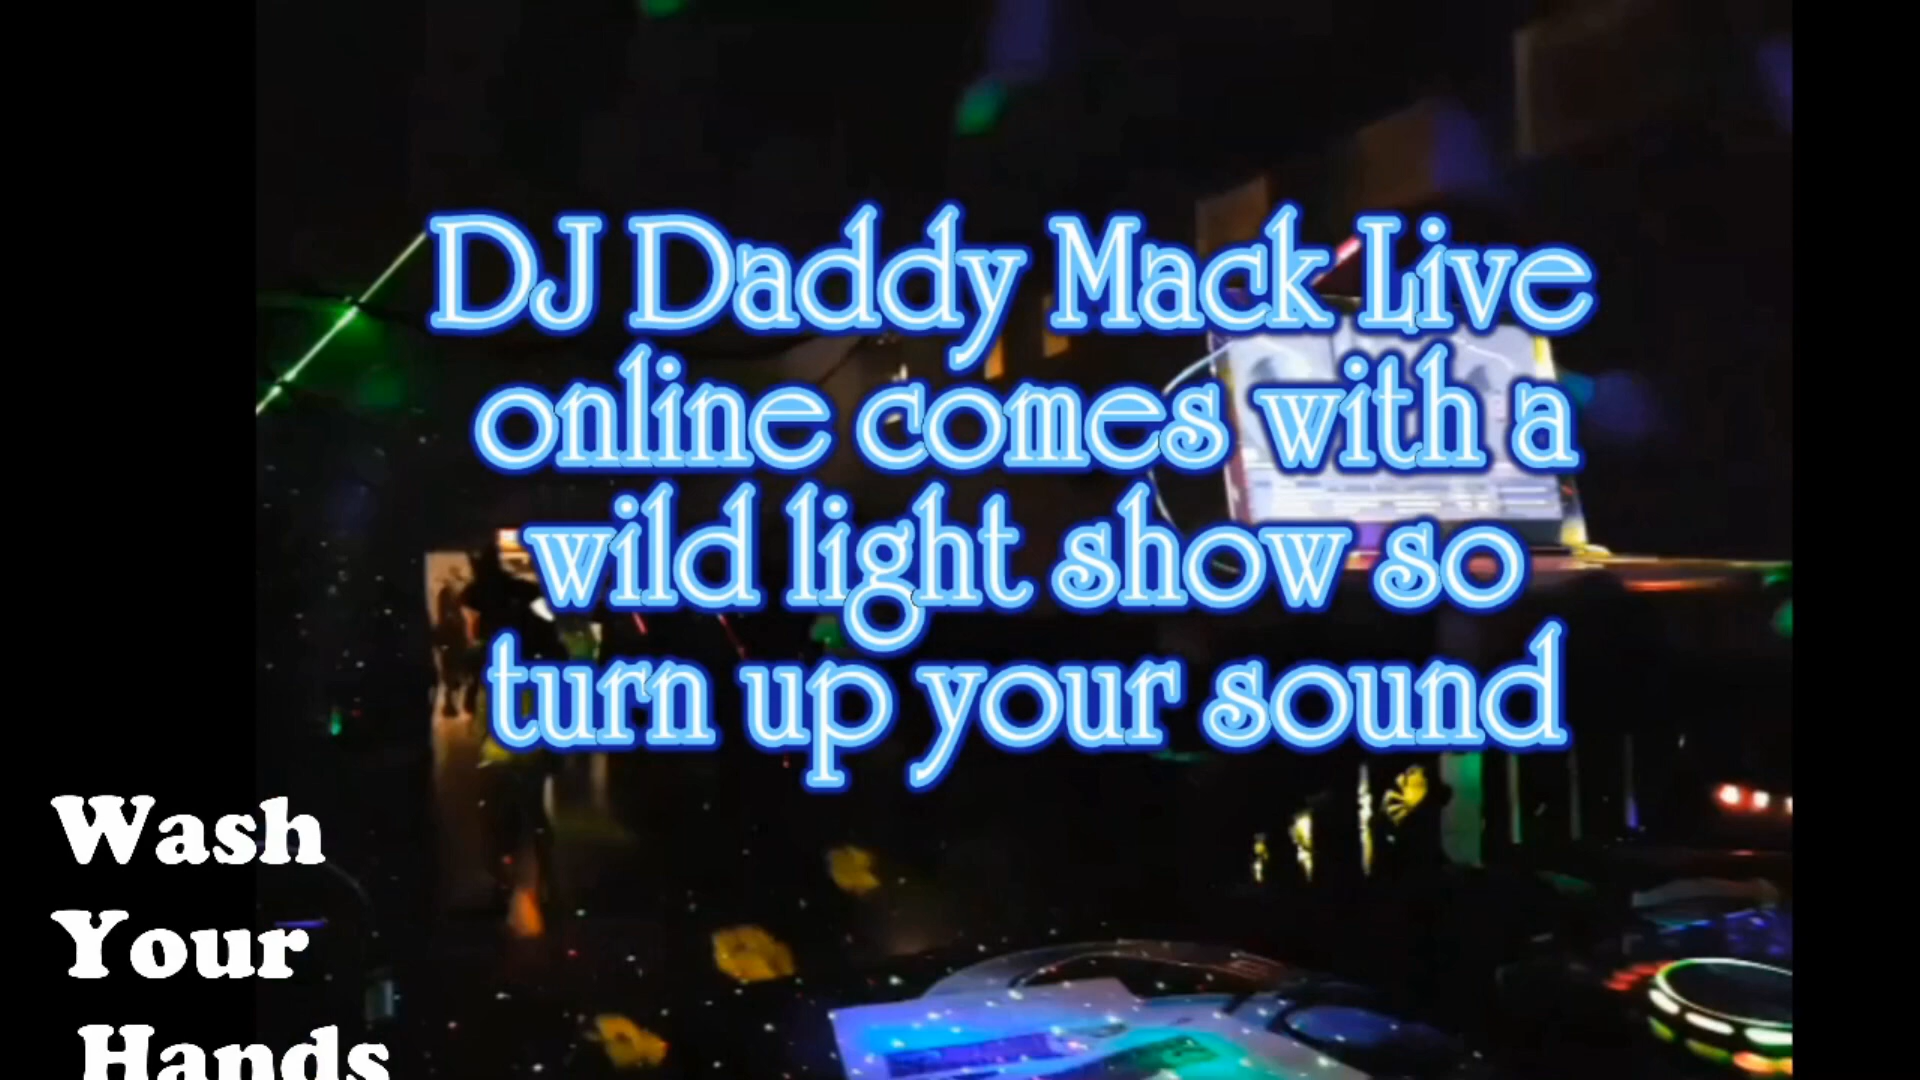 DJ Daddy Mack Live
online comes with a
wild light show so
turn up your sound
Wash
Your
Hands